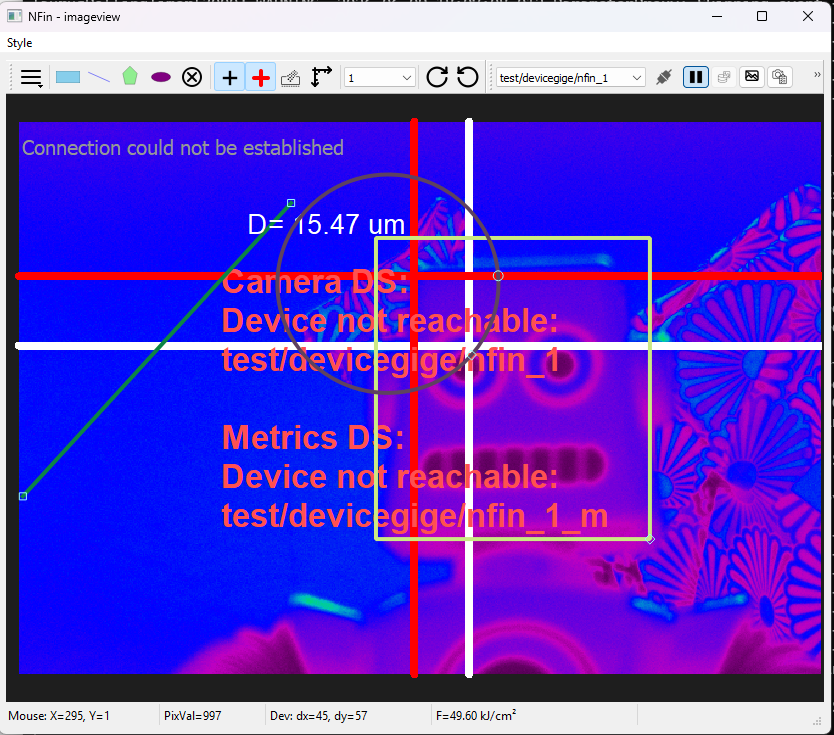 NFin - imageview
Style
1
test/devicegige/nfin_1
»
Connection could not be established
D= 15.47 um
Camera DS:
Device not reachable:
test/devicegige/nfin_1
Metrics DS:
Device not reachable:
test/devicegige/nfin_1_m
Mouse: X=295, Y=1
PixVal=997
Dev: dx=45, dy=57
F=49.60 kJ/cm²